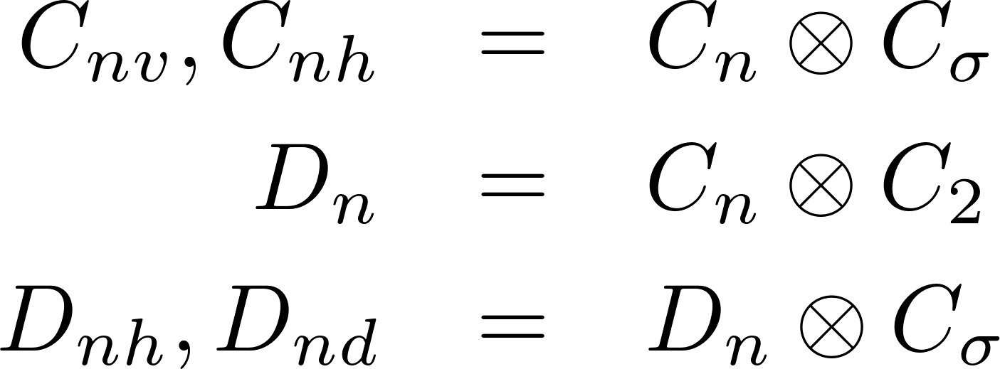 C_{nv}, C_{nh} = C_n ⊗ C_σ
D_n = C_n ⊗ C_2
D_{nh}, D_{nd} = D_n ⊗ C_σ